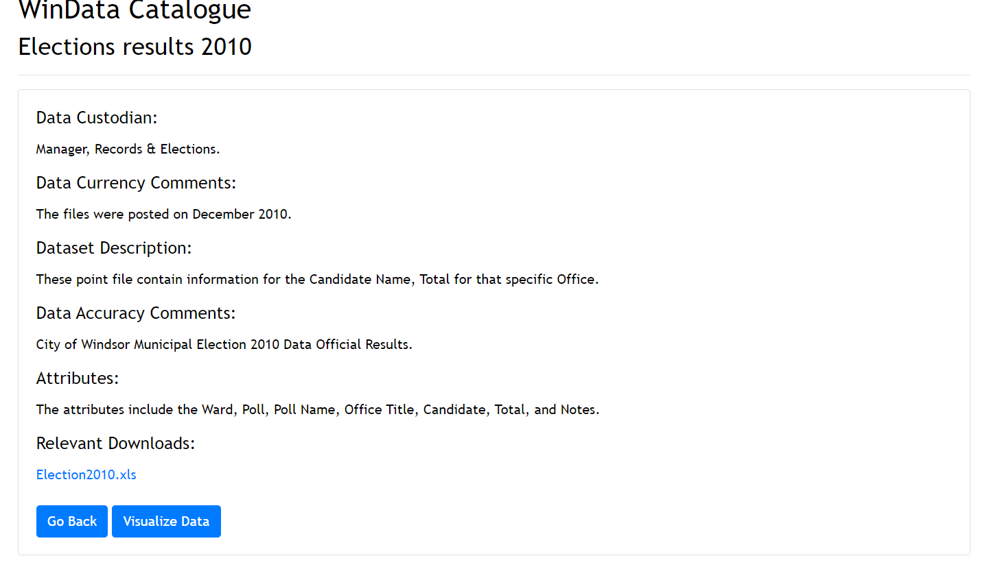 WinData Catalogue
Elections results 2010
Data Custodian:
Manager, Records & Elections.
Data Currency Comments:
The files were posted on December 2010.
Dataset Description:
These point file contain information for the Candidate Name, Total for that specific Office.
Data Accuracy Comments:
City of Windsor Municipal Election 2010 Data Official Results.
Attributes:
The attributes include the Ward, Poll, Poll Name, Office Title, Candidate, Total, and Notes.
Relevant Downloads:
Election2010.xls
Go Back Visualize Data